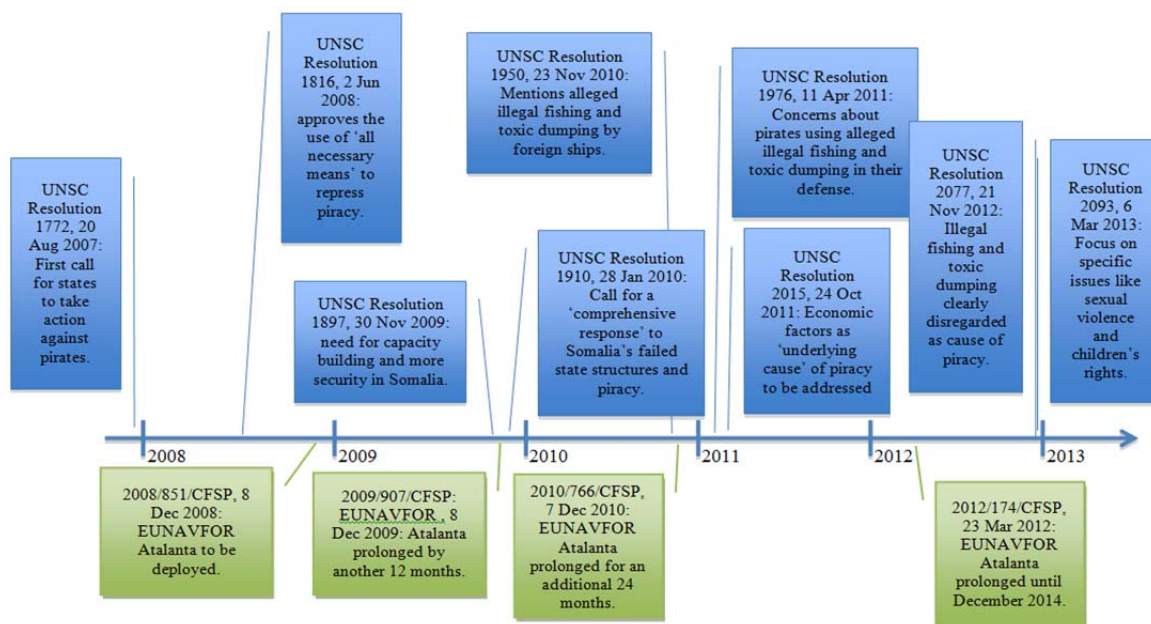 UNSC
Resolution
1772, 20
Aug 2007:
First call
for states
to take
action
against
pirates.
UNSC
Resolution
1816, 2 Jun
2008:
approves the
use of ‘all
necessary
means’ to
repress
piracy.
UNSC Resolution
1897, 30 Nov 2009:
need for capacity
building and more
security in Somalia.
UNSC Resolution
1950, 23 Nov 2010:
Mentions alleged
illegal fishing and
toxic dumping by
foreign ships.
UNSC Resolution
1910, 28 Jan 2010:
Call for a
‘comprehensive
response’ to
Somalia’s failed
state structures and
piracy.
UNSC Resolution
1976, 11 Apr 2011:
Concerns about
pirates using alleged
illegal fishing and
toxic dumping in their
defense.
UNSC
Resolution
2015, 24 Oct
2011: Economic
factors as
‘underlying
cause’ of piracy
to be addressed
UNSC
Resolution
2077, 21
Nov 2012:
Illegal
fishing and
toxic
dumping
clearly
disregarded
as cause of
piracy.
UNSC
Resolution
2093, 6
Mar 2013:
Focus on
specific
issues like
sexual
violence
and
children’s
rights.
2008
2009
2010
2011
2012
2013
2008/851/CFSP, 8
Dec 2008:
EUNAVFOR
Atalanta to be
deployed.
2009/907/CFSP:
EUNAVFOR , 8
Dec 2009: Atalanta
prolonged by
another 12 months.
2010/766/CFSP,
7 Dec 2010:
EUNAVFOR
Atalanta
prolonged for an
additional 24
months.
2012/174/CFSP,
23 Mar 2012:
EUNAVFOR
Atalanta
prolonged until
December 2014.